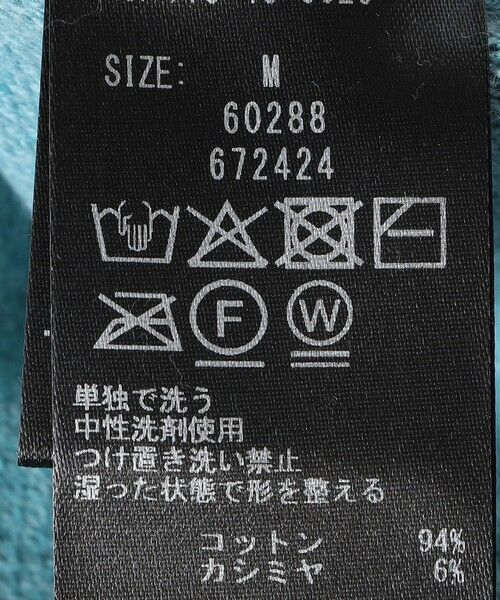 SIZE: M
60288
672424
F W
単独で洗う
中性洗剤使用
つけ置き洗い禁止
湿った状態で形を整える
コットン 94%
カシミヤ 6%